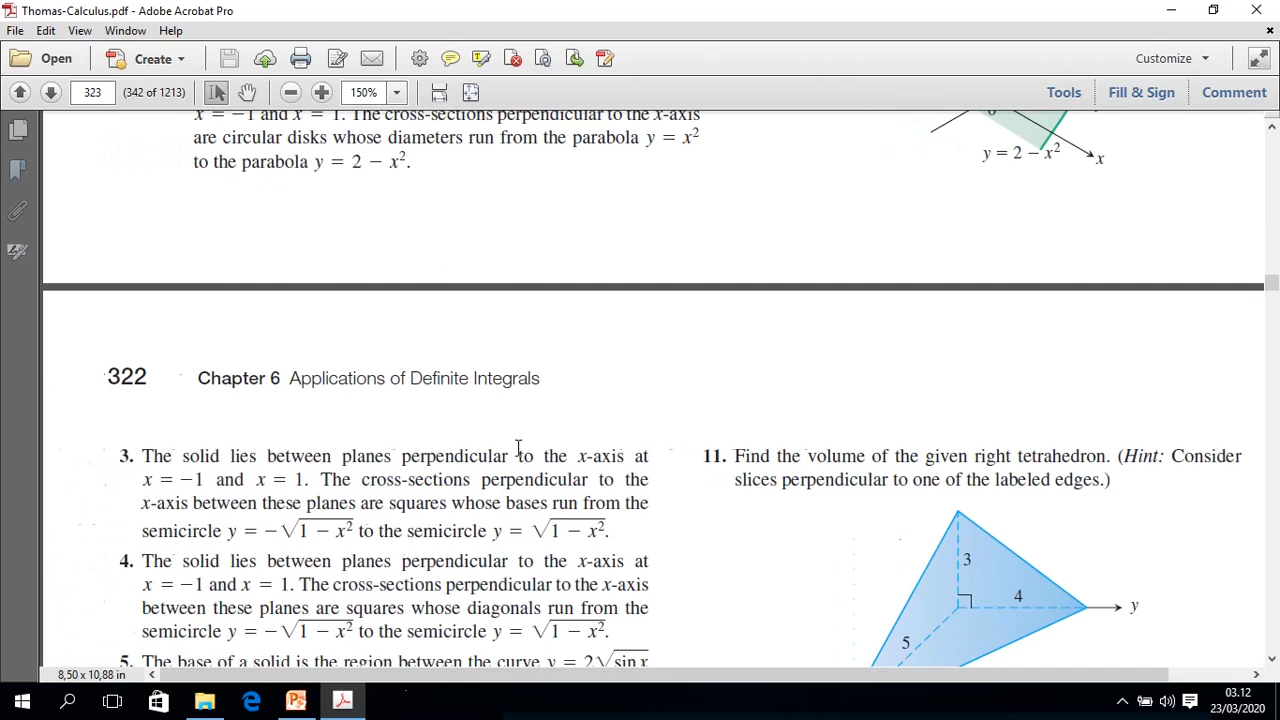 Thomas-Calculus.pdf - Adobe Acrobat Pro
File Edit View Window Help
Open Create Customize
323 (342 of 1213) 150% Tools Fill & Sign Comment
x = −1 and x = 1. The cross-sections perpendicular to the x-axis
are circular disks whose diameters run from the parabola y = x²
to the parabola y = 2 − x².
0
y = 2 − x²
x
322 Chapter 6 Applications of Definite Integrals
3. The solid lies between planes perpendicular to the x-axis at
x = −1 and x = 1. The cross-sections perpendicular to the
x-axis between these planes are squares whose bases run from the
semicircle y = −√1 − x² to the semicircle y = √1 − x².
4. The solid lies between planes perpendicular to the x-axis at
x = −1 and x = 1. The cross-sections perpendicular to the x-axis
between these planes are squares whose diagonals run from the
semicircle y = −√1 − x² to the semicircle y = √1 − x².
5. The base of a solid is the region between the curve y = 2√sin x
11. Find the volume of the given right tetrahedron. (Hint: Consider
slices perpendicular to one of the labeled edges.)
3
4
y
5
8,50 x 10,88 in
03.12
23/03/2020